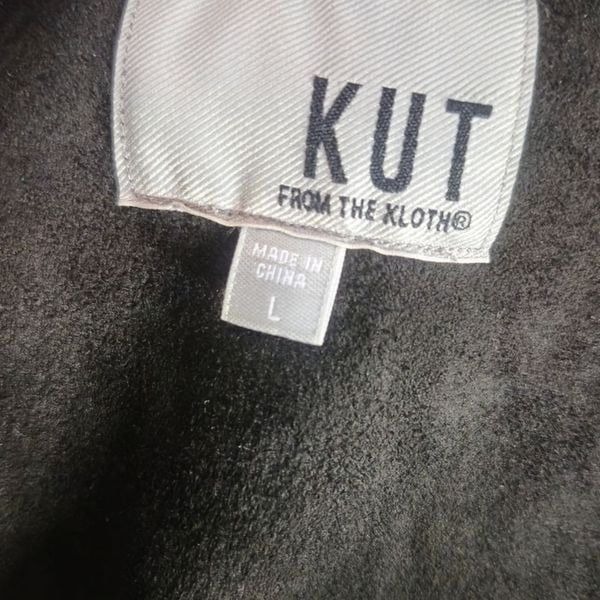 KUT
FROM THE KLOTH®
MADE IN
CHINA
L